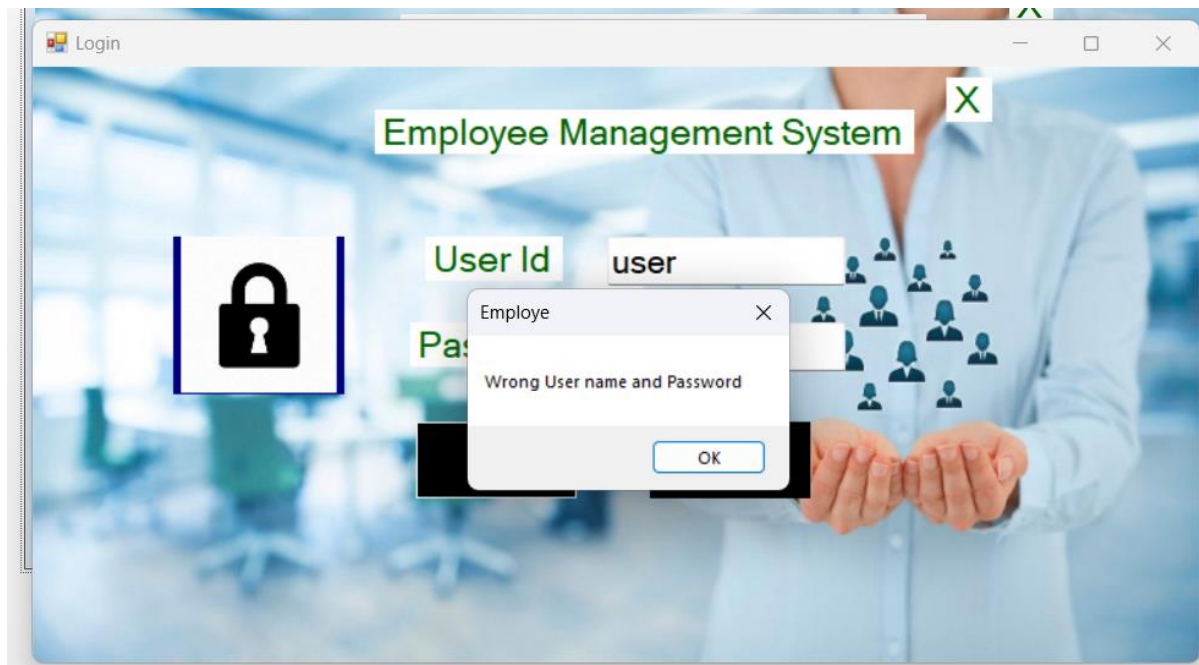 Login
X
Employee Management System
User Id
user
Employe
Wrong User name and Password
OK